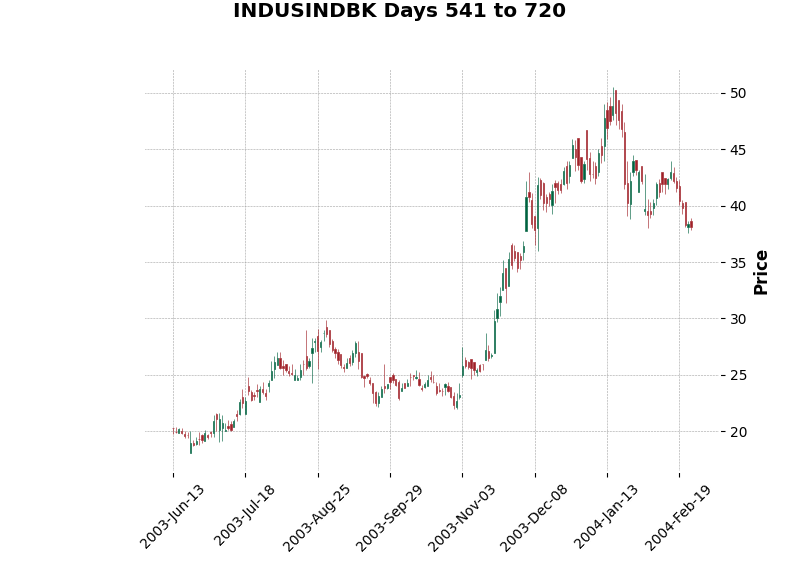 INDUSINDBK Days 541 to 720
50
45
40
35
30
25
20
Price
2003-Jun-13
2003-Jul-18
2003-Aug-25
2003-Sep-29
2003-Nov-03
2003-Dec-08
2004-Jan-13
2004-Feb-19